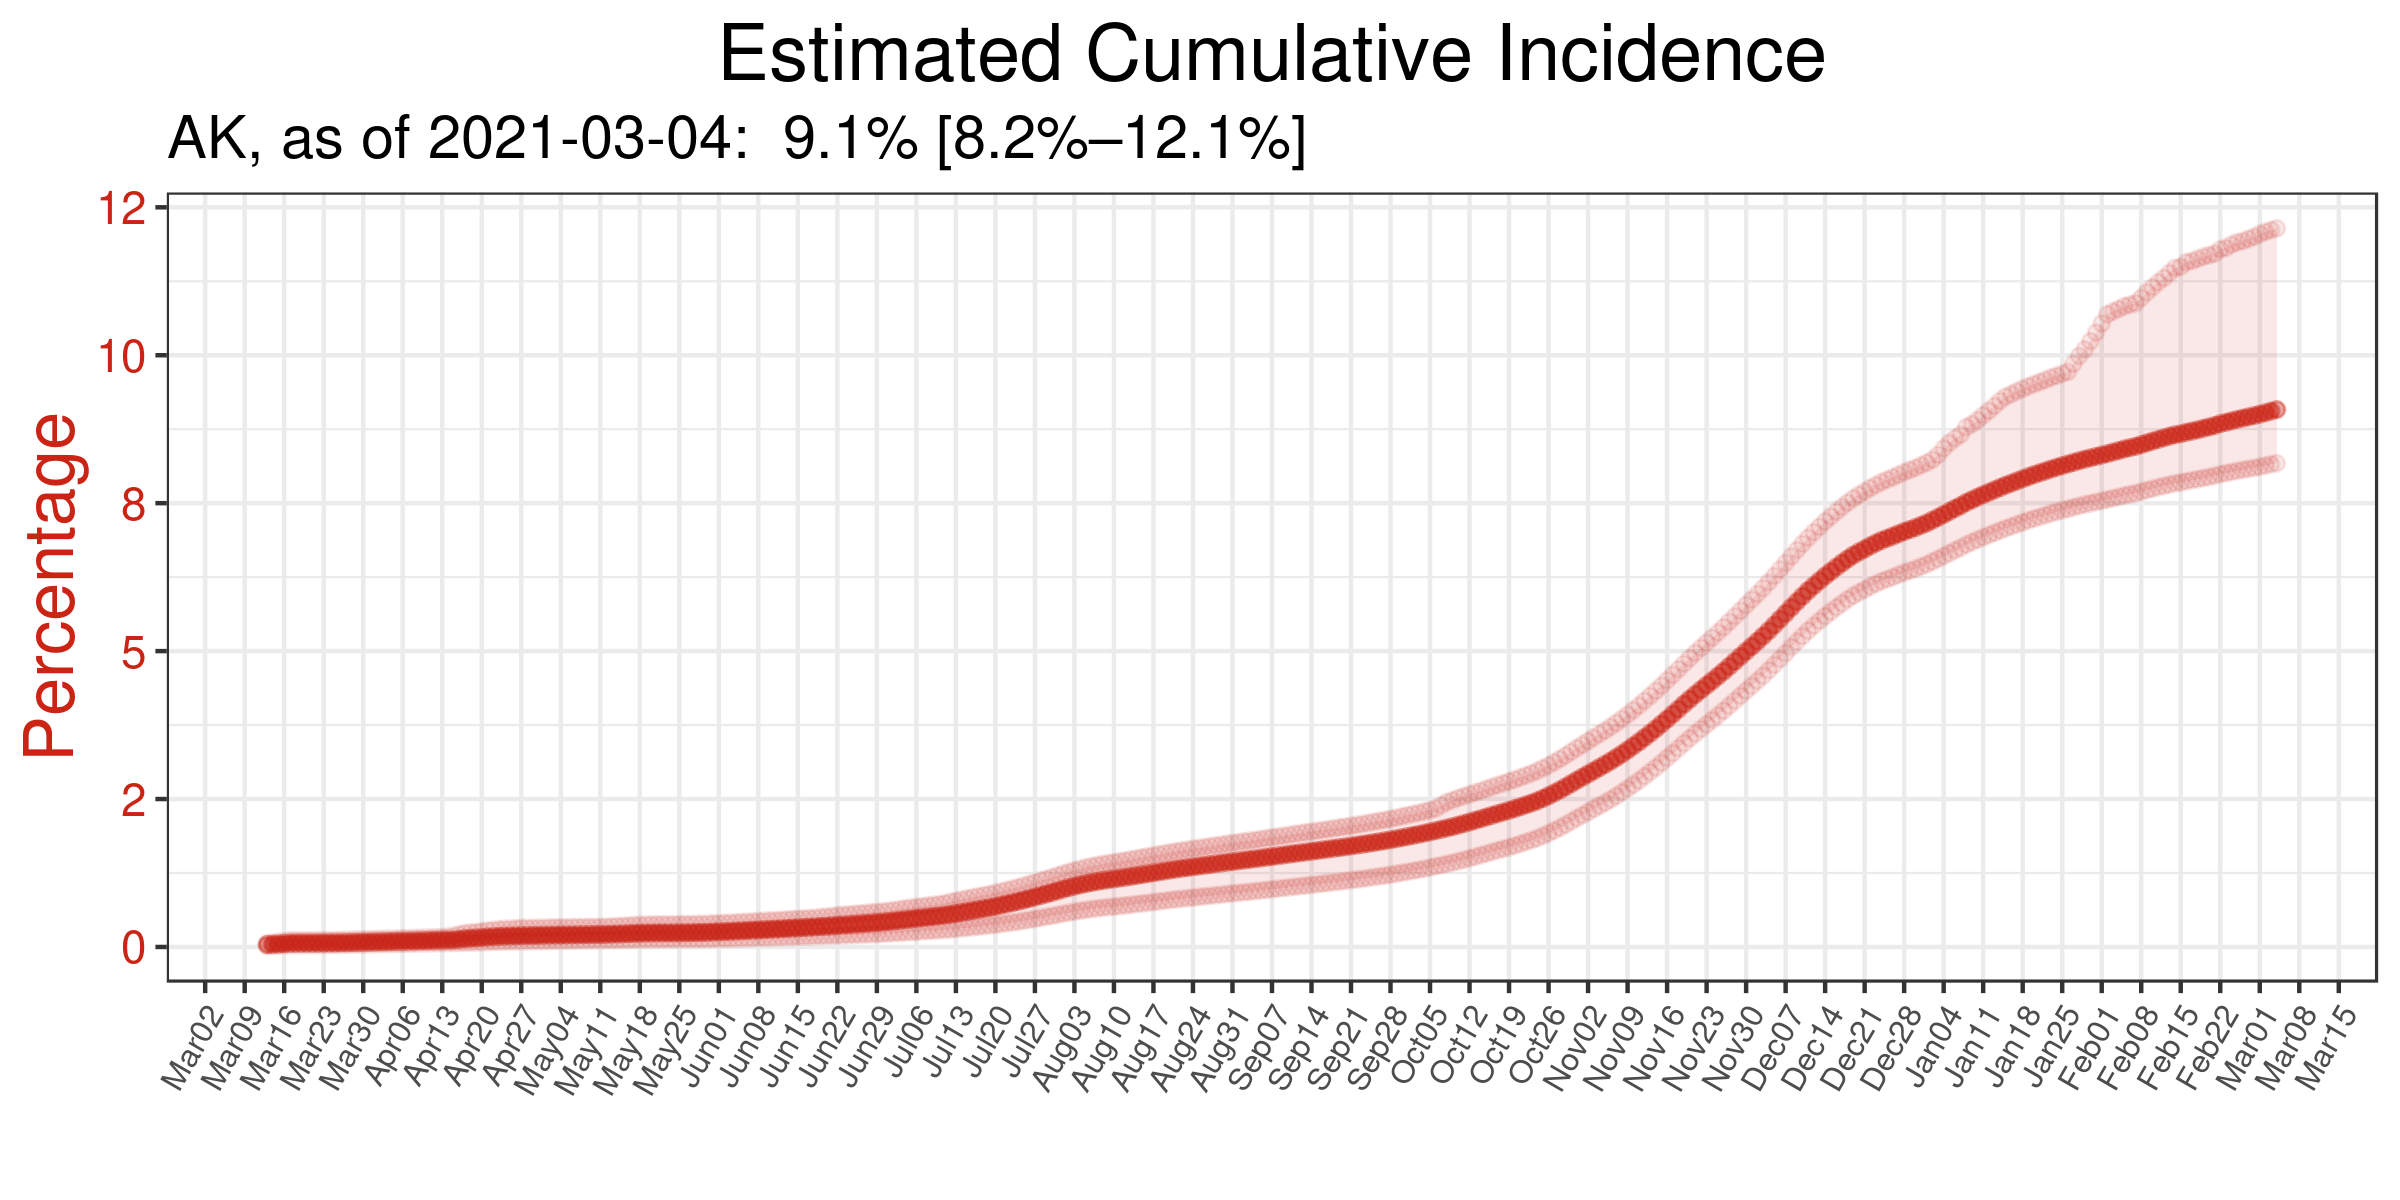 Estimated Cumulative Incidence
AK, as of 2021-03-04:  9.1% [8.2%–12.1%]
Percentage
12
10
8
5
2
0
Mar02
Mar09
Mar16
Mar23
Mar30
Apr06
Apr13
Apr20
Apr27
May04
May11
May18
May25
Jun01
Jun08
Jun15
Jun22
Jun29
Jul06
Jul13
Jul20
Jul27
Aug03
Aug10
Aug17
Aug24
Aug31
Sep07
Sep14
Sep21
Sep28
Oct05
Oct12
Oct19
Oct26
Nov02
Nov09
Nov16
Nov23
Nov30
Dec07
Dec14
Dec21
Dec28
Jan04
Jan11
Jan18
Jan25
Feb01
Feb08
Feb15
Feb22
Mar01
Mar08
Mar15